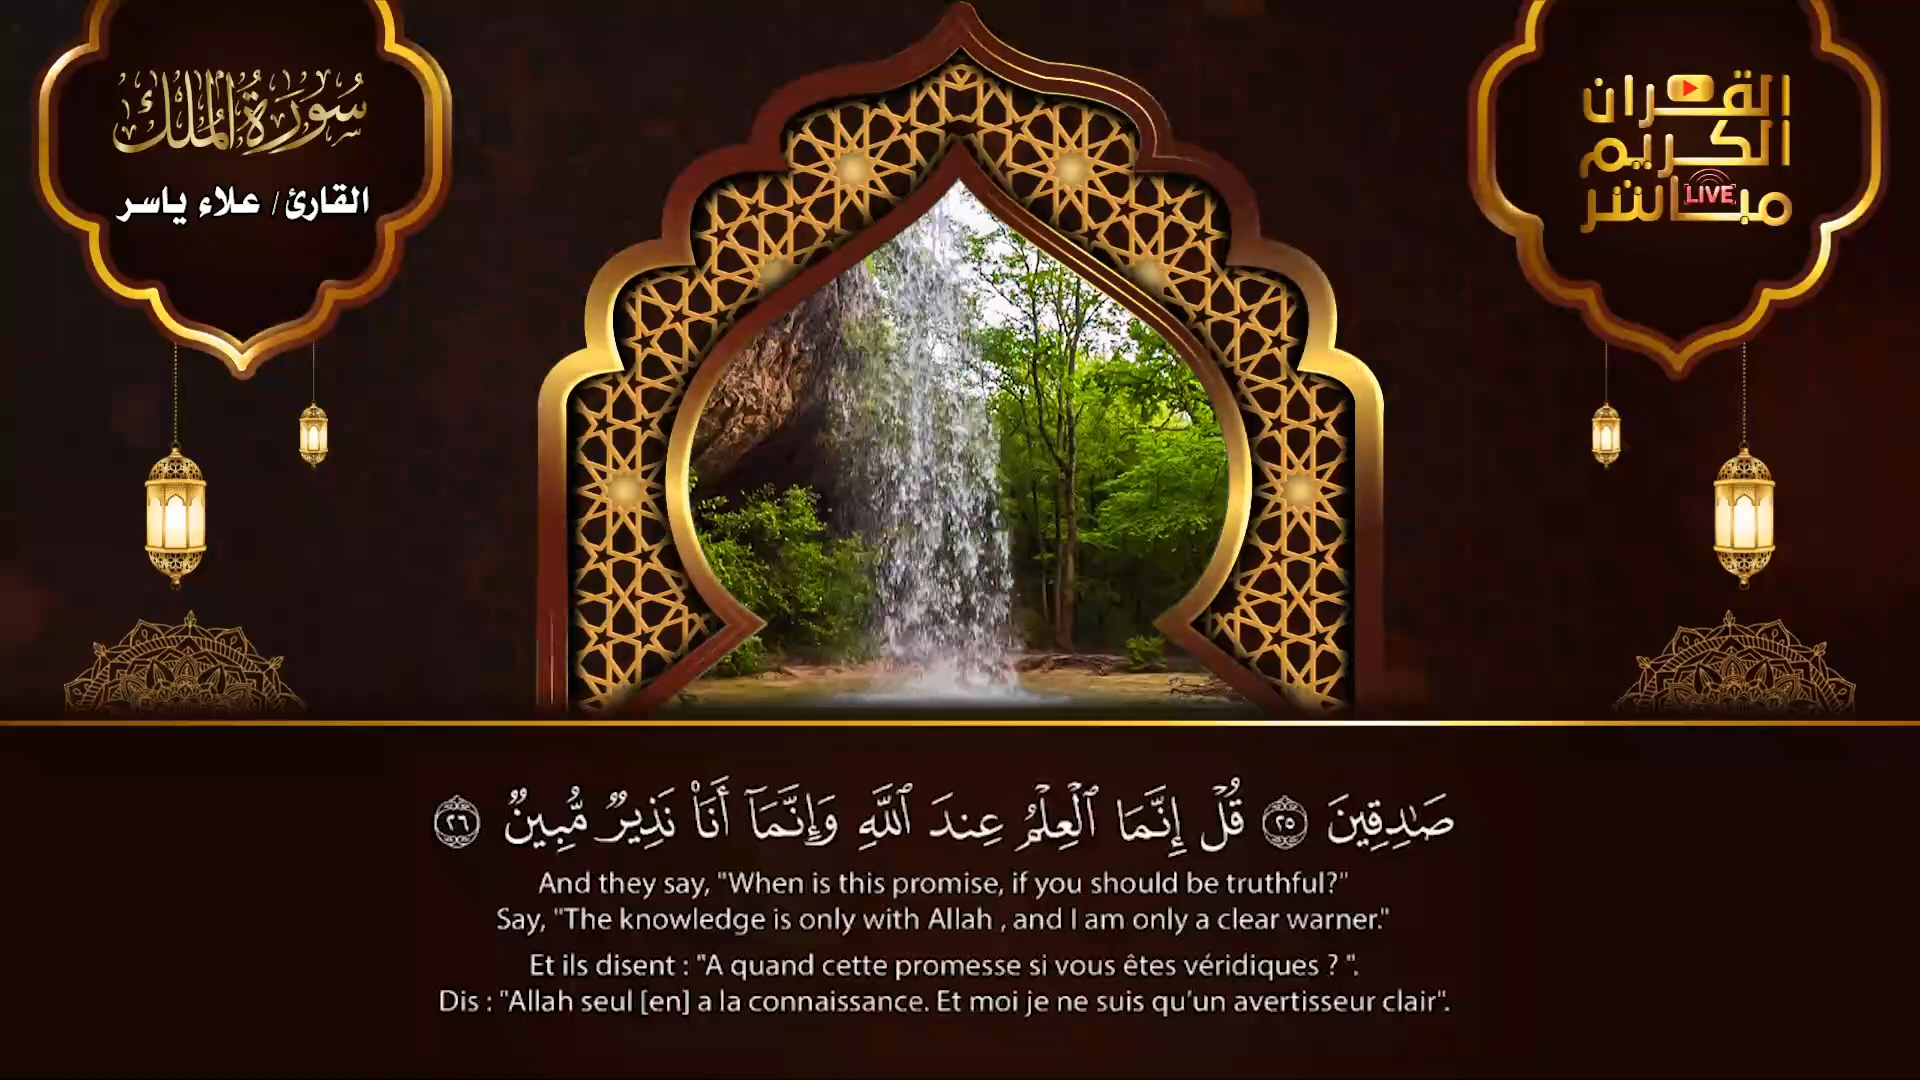 سُورَةُ المُلك
القارئ / علاء ياسر
القرآن
الكريم
مباشر
LIVE
صَـٰدِقِينَ ٢٥ قُلْ إِنَّمَا ٱلْعِلْمُ عِندَ ٱللَّهِ وَإِنَّمَآ أَنَا۠ نَذِيرٌ مُّبِينٌ ٢٦
And they say, "When is this promise, if you should be truthful?"
Say, "The knowledge is only with Allah , and I am only a clear warner."
Et ils disent : "A quand cette promesse si vous êtes véridiques ? ".
Dis : "Allah seul [en] a la connaissance. Et moi je ne suis qu'un avertisseur clair".